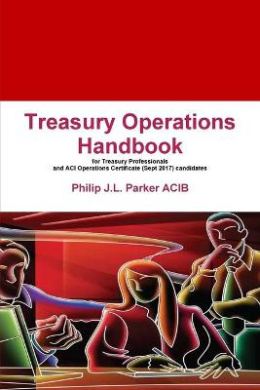 Treasury Operations
Handbook
for Treasury Professionals
and ACI Operations Certificate (Sept 2017) candidates
Philip J.L. Parker ACIB